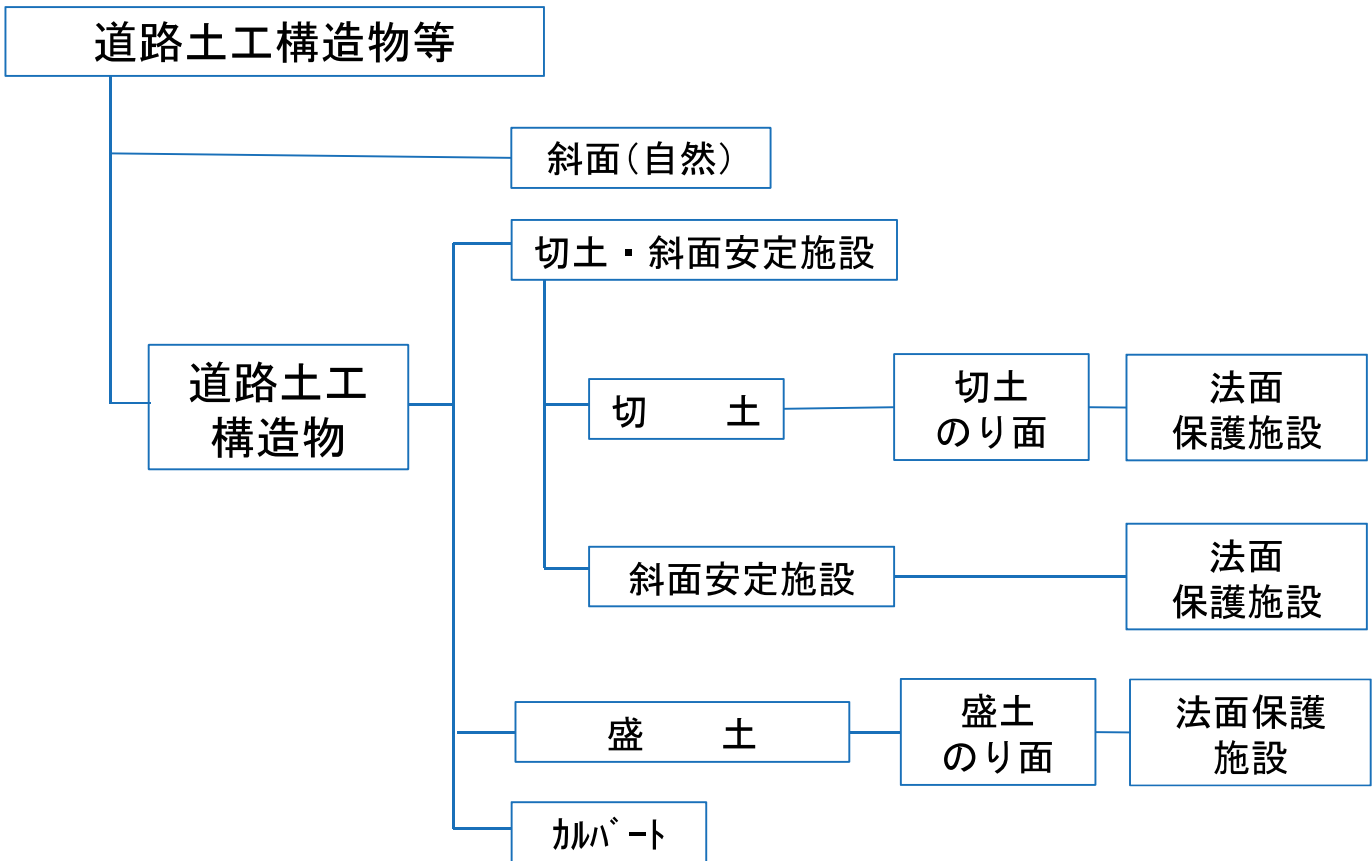 道路土工構造物等
斜面(自然)
切土・斜面安定施設
道路土工
構造物
切　　土
切土
のり面
法面
保護施設
斜面安定施設
法面
保護施設
盛　　土
盛土
のり面
法面保護
施設
ｶﾙﾊﾞｰﾄ